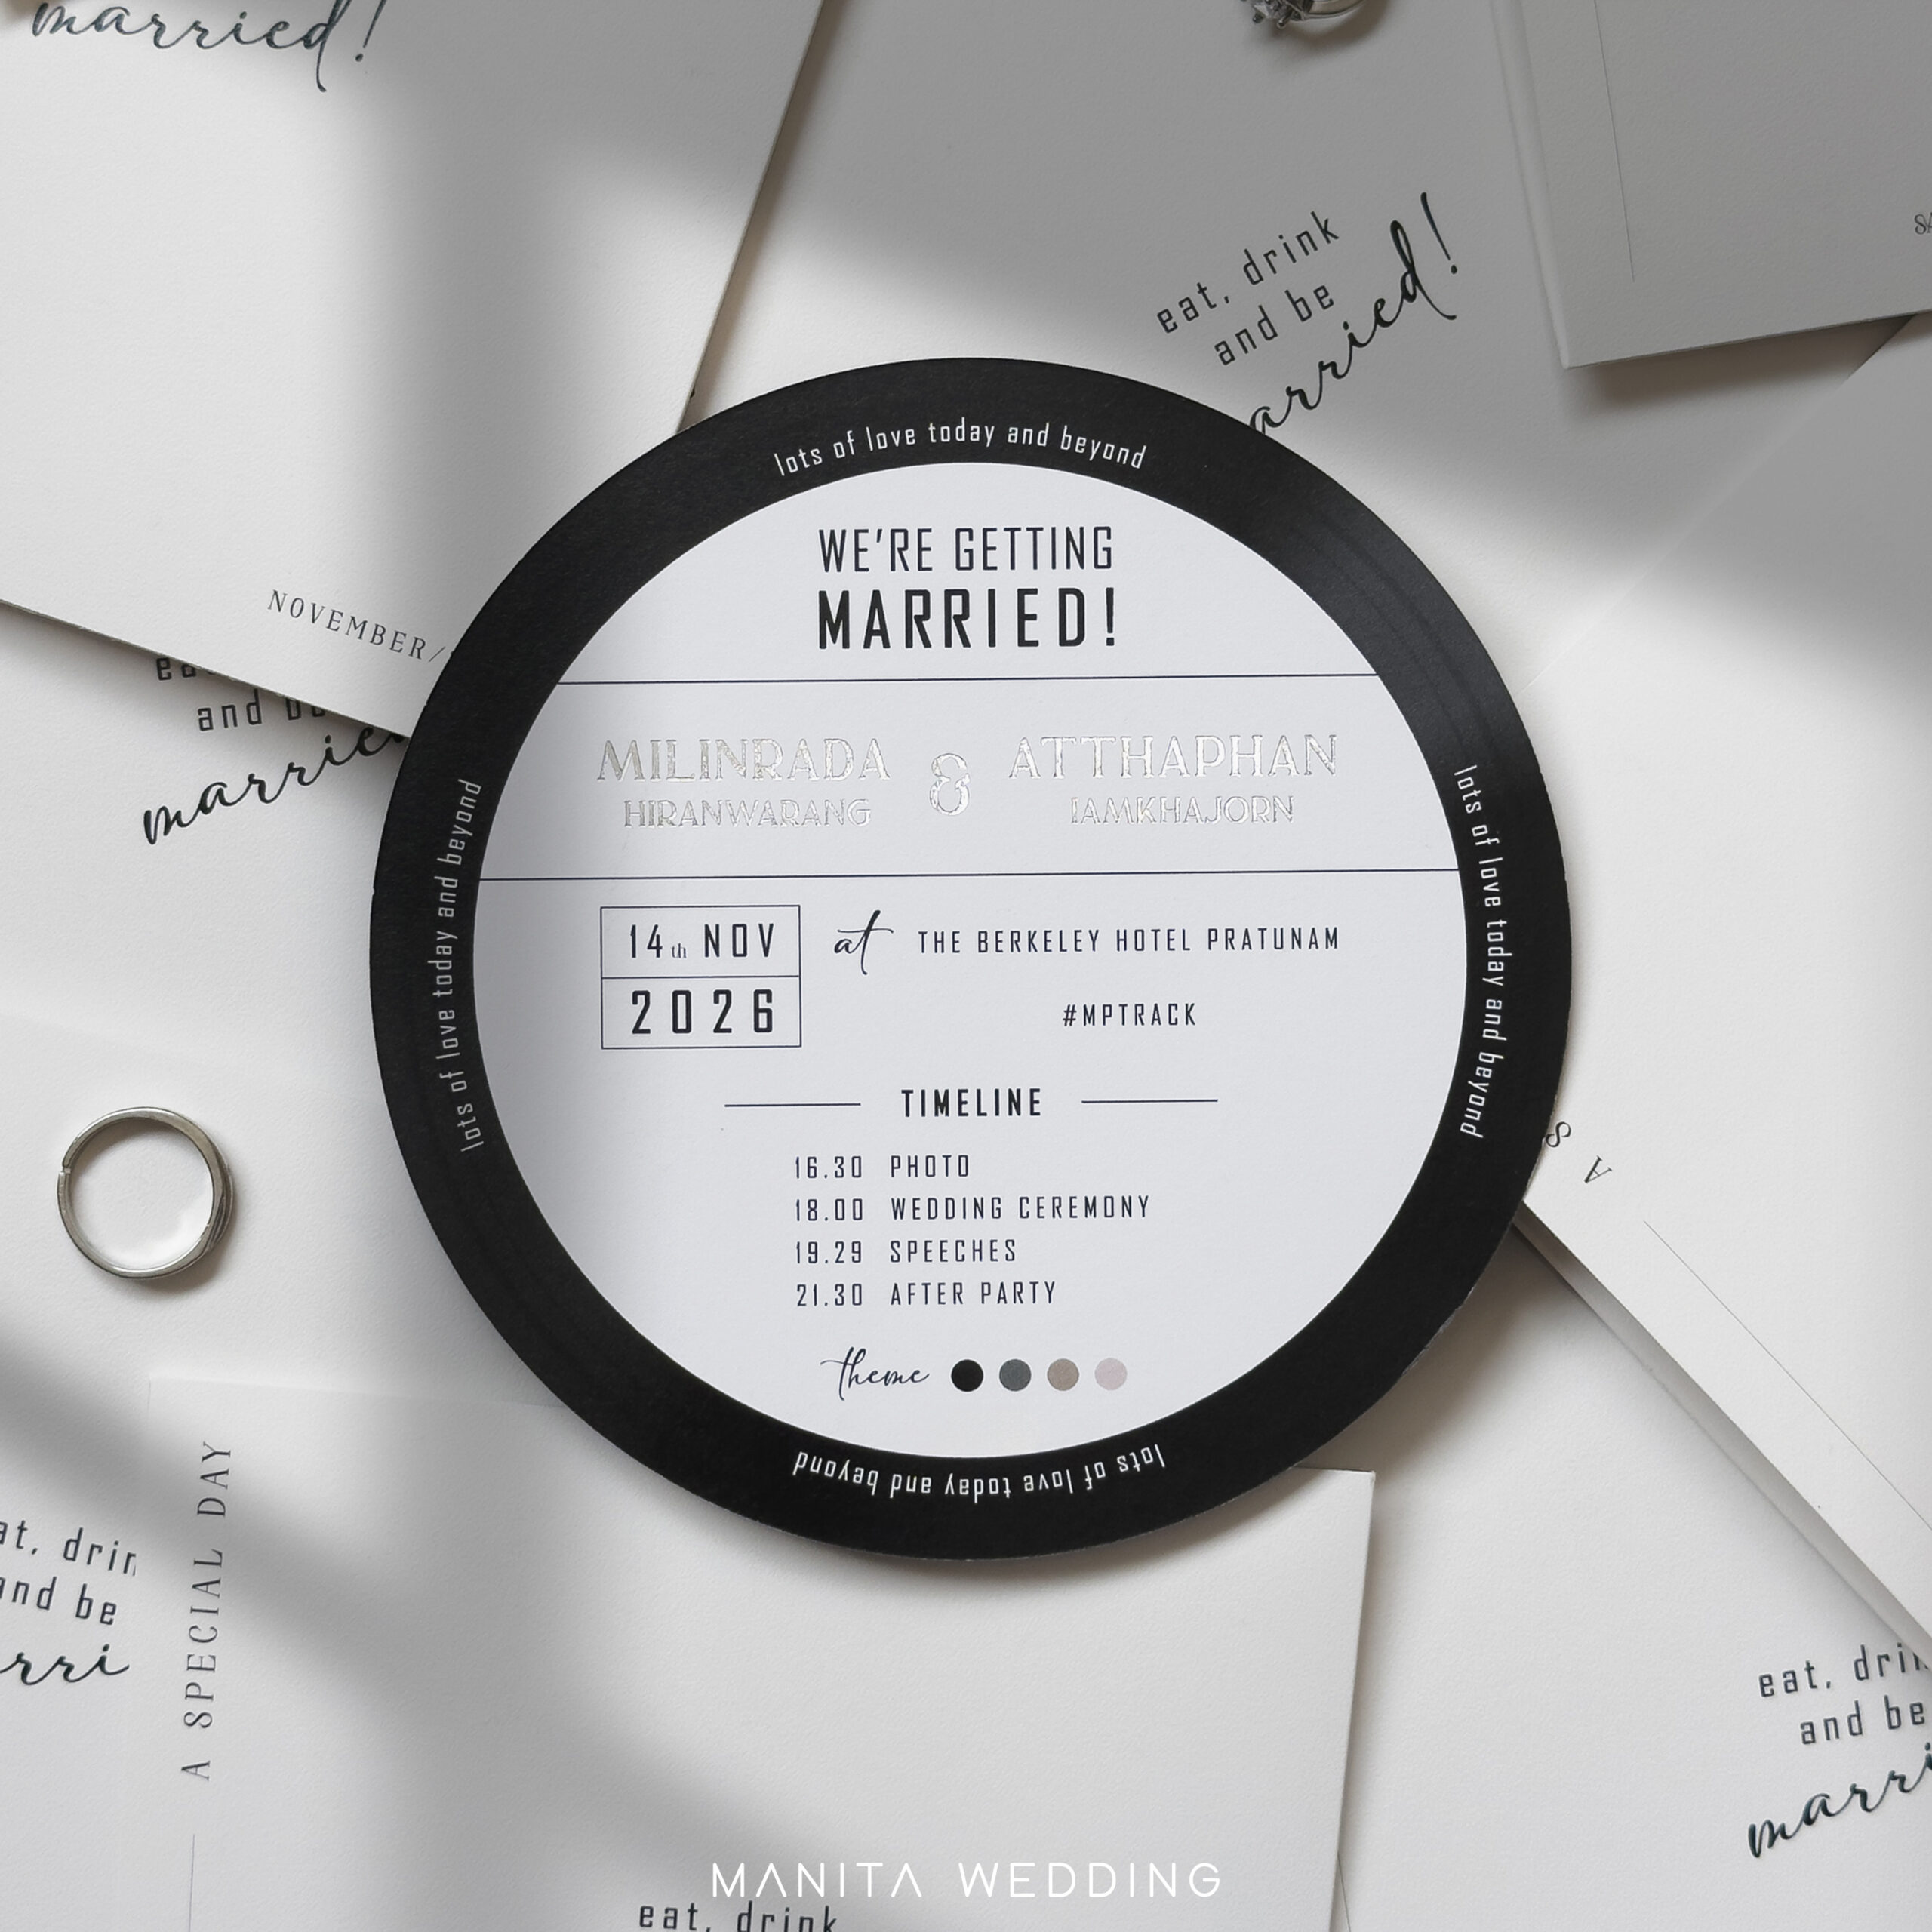 married!
eat, drink
and be
arried!
NOVEMBER/
and
married
lots of love today and beyond
WE'RE GETTING
MARRIED!
MILINRADA & ATTHAPHAN
HIRANWARANG IAMKHAJORN
14th NOV at THE BERKELEY HOTEL PRATUNAM
2026 #MPTRACK
TIMELINE
16.30 PHOTO
18.00 WEDDING CEREMONY
19.29 SPEECHES
21.30 AFTER PARTY
theme
lots of love today and beyond
lots of love today and beyond
lots of love today and beyond
A S
A SPECIAL DAY
at, drin
and be
rri
eat, dri
and be
marri
eat, drink
MANITA WEDDING